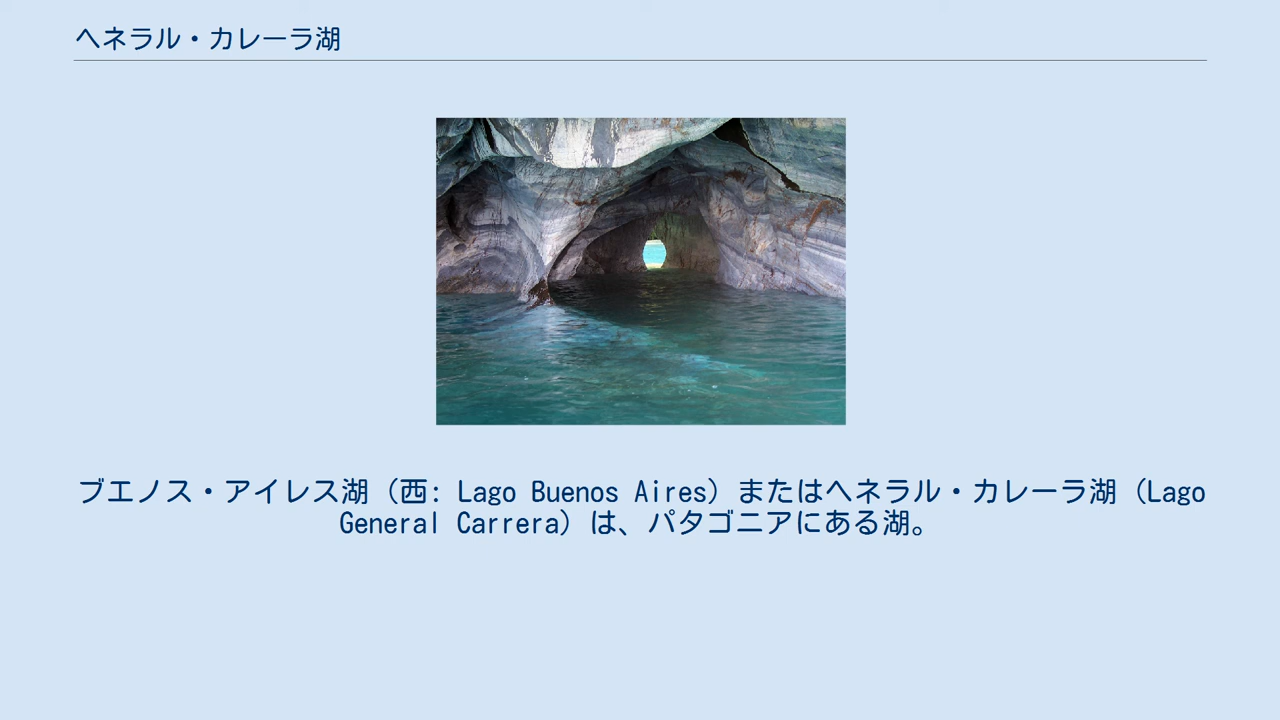 ヘネラル・カレーラ湖
ブエノス・アイレス湖（西: Lago Buenos Aires）またはヘネラル・カレーラ湖（Lago
General Carrera）は、パタゴニアにある湖。